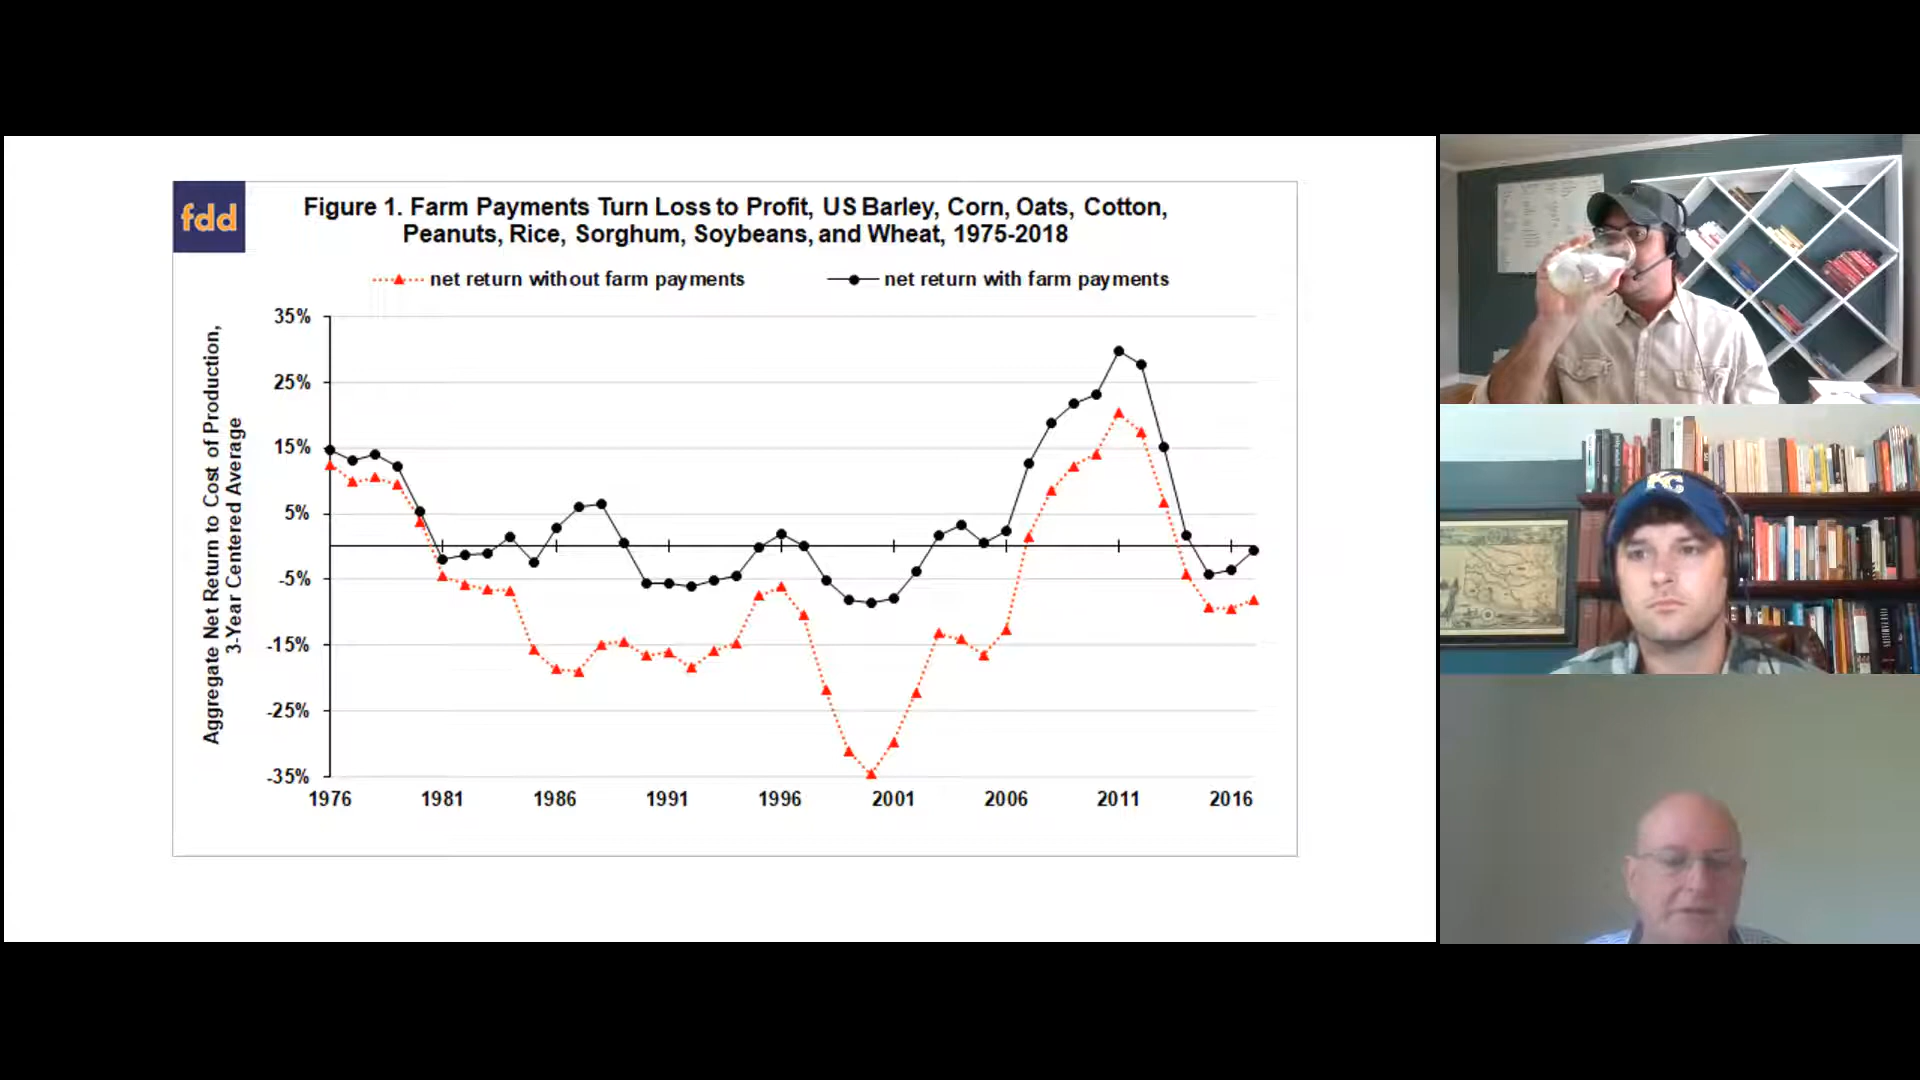 fdd
Figure 1. Farm Payments Turn Loss to Profit, US Barley, Corn, Oats, Cotton,
Peanuts, Rice, Sorghum, Soybeans, and Wheat, 1975-2018
net return without farm payments
net return with farm payments
Aggregate Net Return to Cost of Production,
3-Year Centered Average
35%
25%
15%
5%
-5%
-15%
-25%
-35%
1976 1981 1986 1991 1996 2001 2006 2011 2016
KC